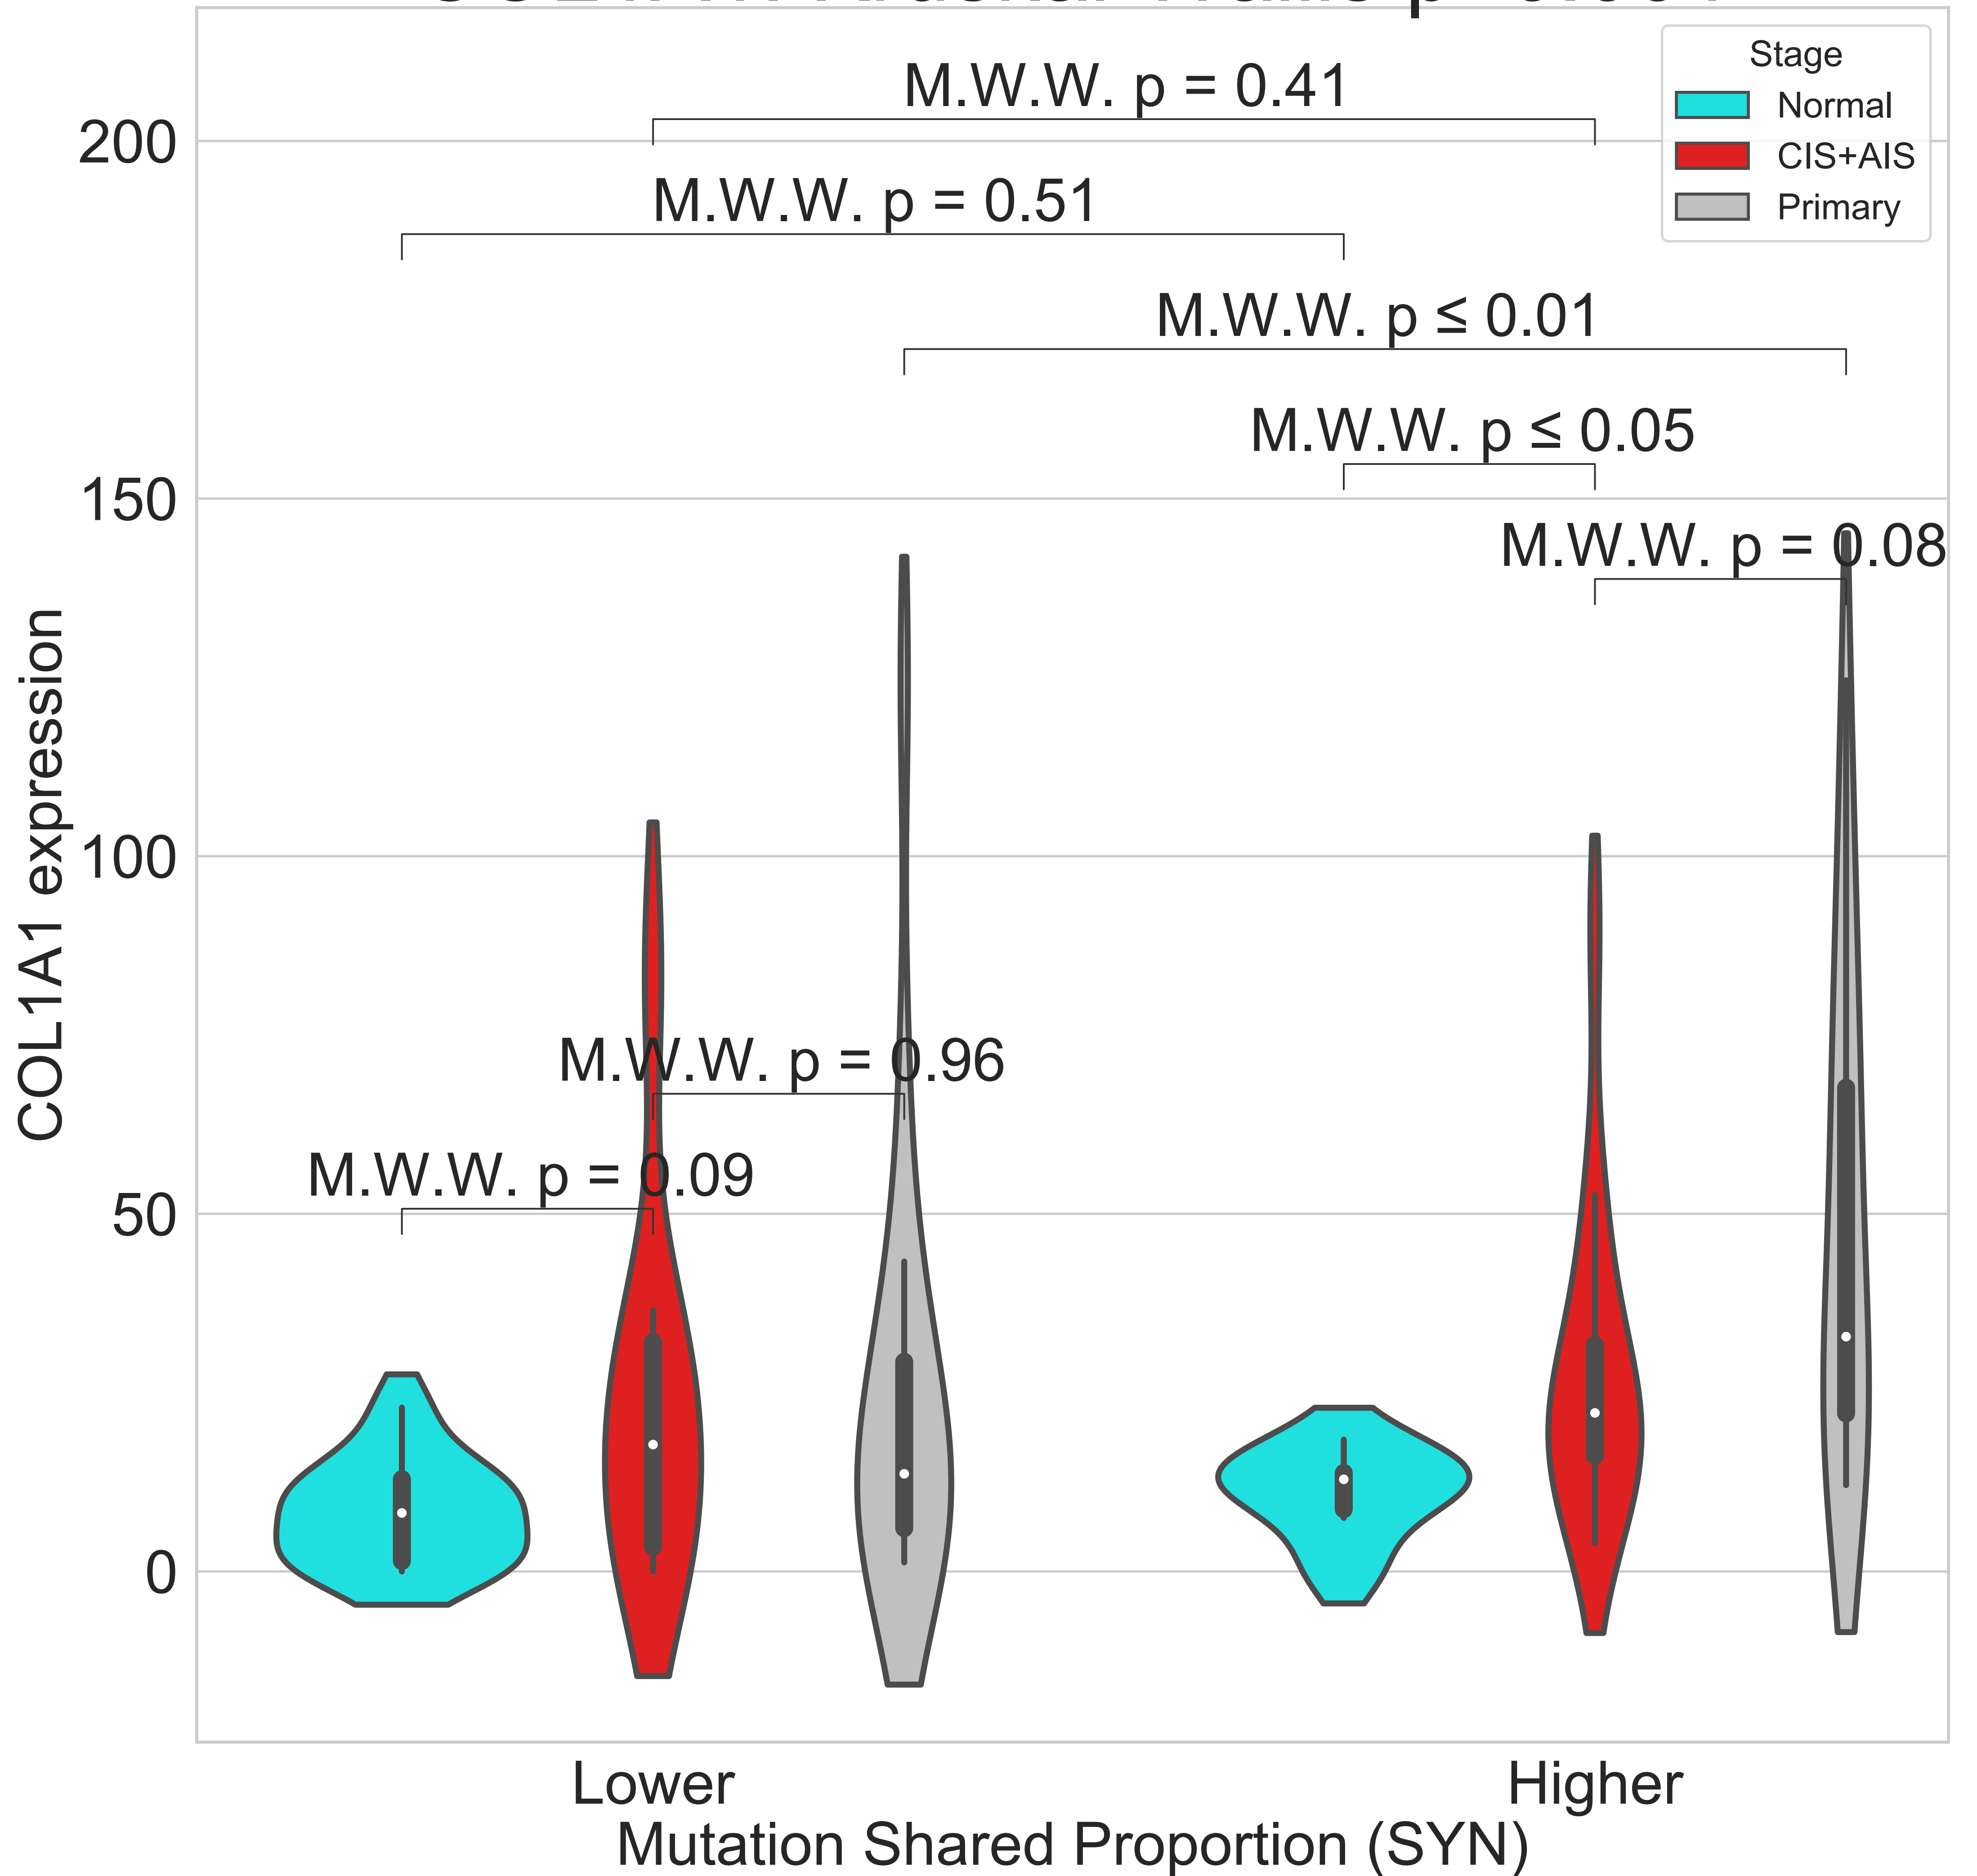 Stage
Normal
CIS+AIS
Primary
M.W.W. p = 0.41
M.W.W. p = 0.51
M.W.W. p ≤ 0.01
M.W.W. p ≤ 0.05
M.W.W. p = 0.08
M.W.W. p = 0.96
M.W.W. p = 0.09
200
150
100
50
0
COL1A1 expression
Lower
Higher
Mutation Shared Proportion (SYN)